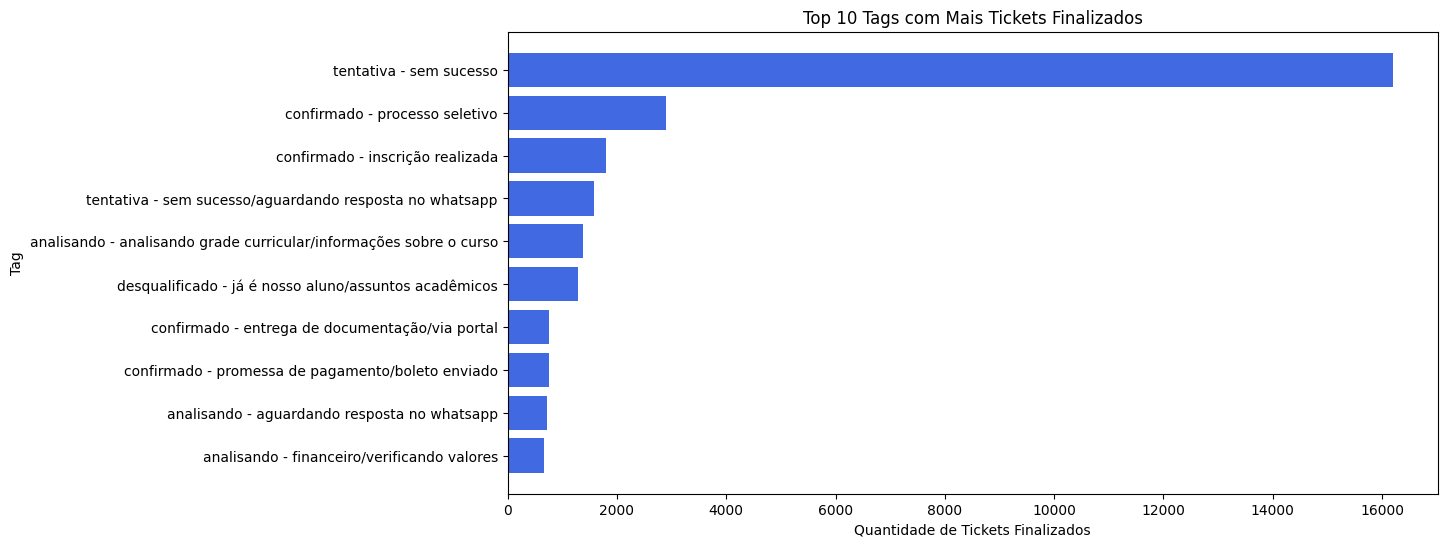 Top 10 Tags com Mais Tickets Finalizados
Tag
tentativa - sem sucesso
confirmado - processo seletivo
confirmado - inscrição realizada
tentativa - sem sucesso/aguardando resposta no whatsapp
analisando - analisando grade curricular/informações sobre o curso
desqualificado - já é nosso aluno/assuntos acadêmicos
confirmado - entrega de documentação/via portal
confirmado - promessa de pagamento/boleto enviado
analisando - aguardando resposta no whatsapp
analisando - financeiro/verificando valores
0 2000 4000 6000 8000 10000 12000 14000 16000
Quantidade de Tickets Finalizados